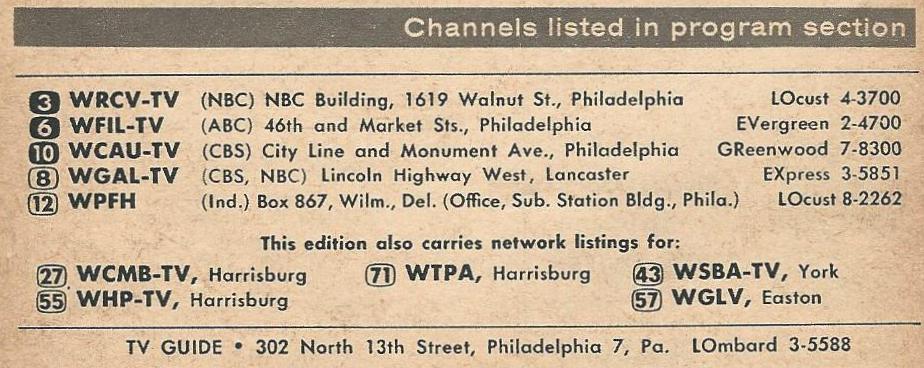 Channels listed in program section
3 WRCV-TV (NBC) NBC Building, 1619 Walnut St., Philadelphia LOcust 4-3700
6 WFIL-TV (ABC) 46th and Market Sts., Philadelphia EVergreen 2-4700
10 WCAU-TV (CBS) City Line and Monument Ave., Philadelphia GReenwood 7-8300
8 WGAL-TV (CBS, NBC) Lincoln Highway West, Lancaster EXpress 3-5851
12 WPFH (Ind.) Box 867, Wilm., Del. (Office, Sub. Station Bldg., Phila.) LOcust 8-2262
This edition also carries network listings for:
27 WCMB-TV, Harrisburg 71 WTPA, Harrisburg 43 WSBA-TV, York
55 WHP-TV, Harrisburg 57 WGLV, Easton
TV GUIDE • 302 North 13th Street, Philadelphia 7, Pa. LOmbard 3-5588